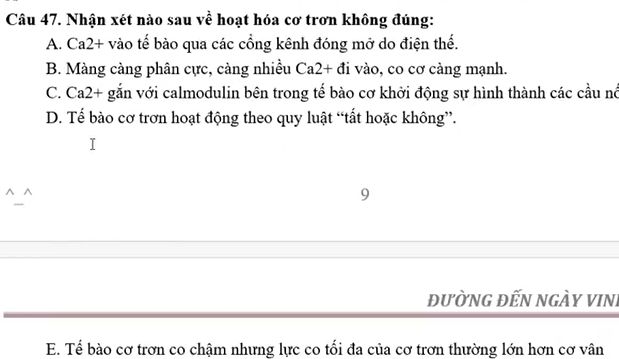 Câu 47. Nhận xét nào sau về hoạt hóa cơ trơn không đúng:
A. Ca2+ vào tế bào qua các cổng kênh đóng mở do điện thế.
B. Màng càng phân cực, càng nhiều Ca2+ đi vào, co cơ càng mạnh.
C. Ca2+ gắn với calmodulin bên trong tế bào cơ khởi động sự hình thành các cầu nố
D. Tế bào cơ trơn hoạt động theo quy luật “tất hoặc không”.
^_^
9
ĐƯỜNG ĐẾN NGÀY VIN
E. Tế bào cơ trơn co chậm nhưng lực co tối đa của cơ trơn thường lớn hơn cơ vân